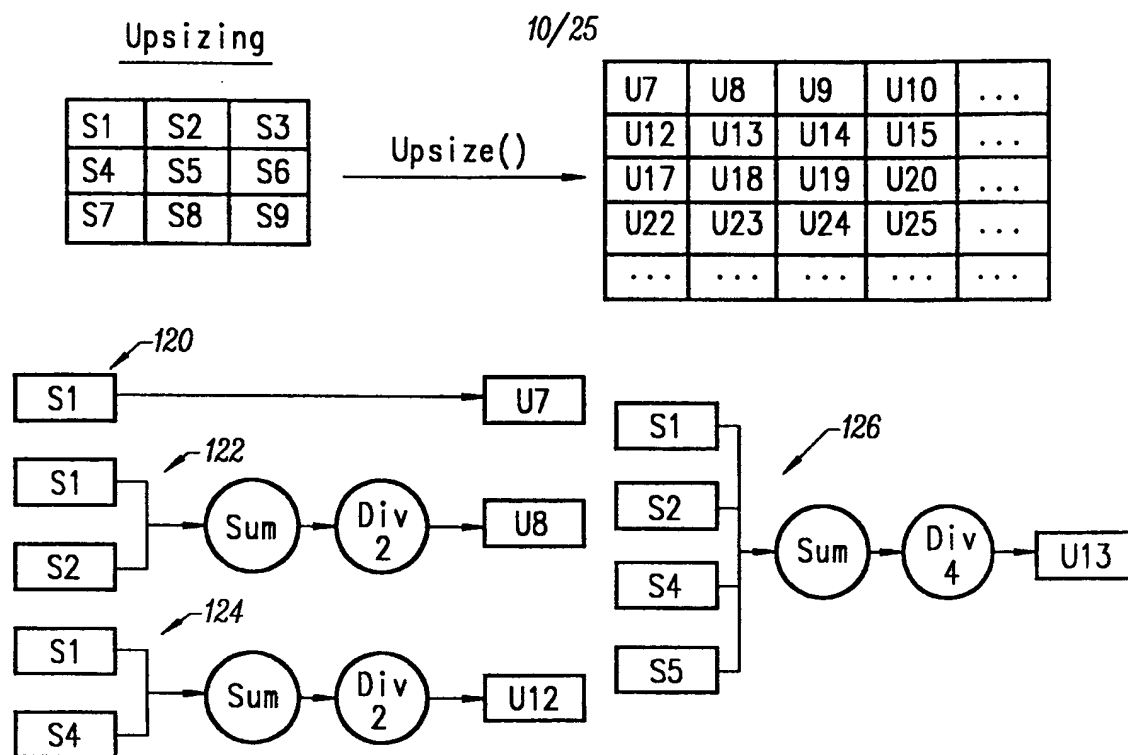 Upsizing
10/25
S1 S2 S3
S4 S5 S6
S7 S8 S9
Upsize()
U7 U8 U9 U10 ...
U12 U13 U14 U15 ...
U17 U18 U19 U20 ...
U22 U23 U24 U25 ...
... ... ... ... ...
120
S1
U7
122
S1
S2
Sum
Div
2
U8
124
S1
S4
Sum
Div
2
U12
126
S1
S2
S4
S5
Sum
Div
4
U13